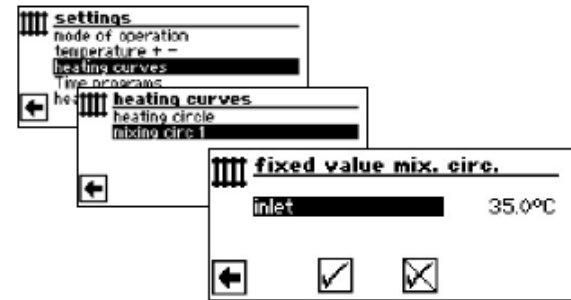 settings
mode of operation
temperature + −
heating curves
Time programs
hea
heating curves
heating circle
mixing circ 1
fixed value mix. circ.
inlet 35.0°C